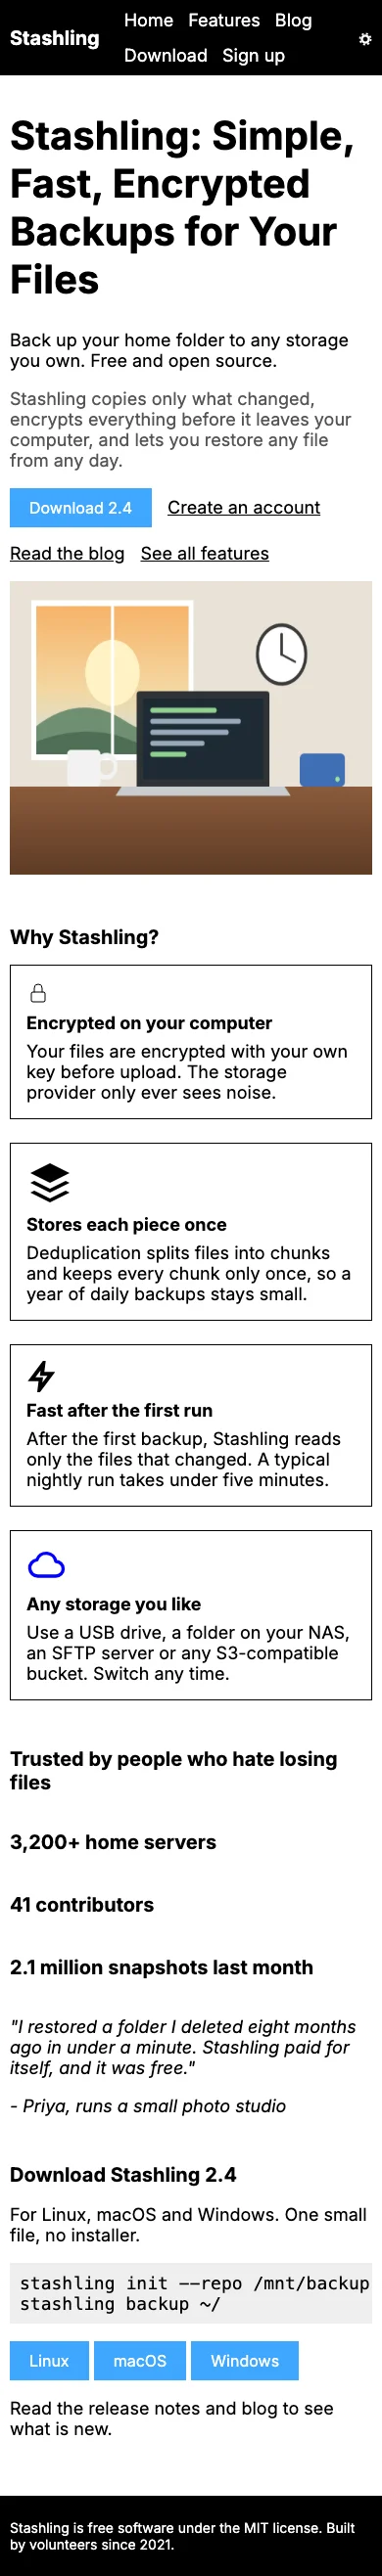 Stashling
Home Features Blog
Download Sign up
Stashling: Simple,
Fast, Encrypted
Backups for Your
Files
Back up your home folder to any storage
you own. Free and open source.
Stashling copies only what changed,
encrypts everything before it leaves your
computer, and lets you restore any file
from any day.
Download 2.4 Create an account
Read the blog See all features
Why Stashling?
Encrypted on your computer
Your files are encrypted with your own
key before upload. The storage
provider only ever sees noise.
Stores each piece once
Deduplication splits files into chunks
and keeps every chunk only once, so a
year of daily backups stays small.
Fast after the first run
After the first backup, Stashling reads
only the files that changed. A typical
nightly run takes under five minutes.
Any storage you like
Use a USB drive, a folder on your NAS,
an SFTP server or any S3-compatible
bucket. Switch any time.
Trusted by people who hate losing
files
3,200+ home servers
41 contributors
2.1 million snapshots last month
"I restored a folder I deleted eight months
ago in under a minute. Stashling paid for
itself, and it was free."
- Priya, runs a small photo studio
Download Stashling 2.4
For Linux, macOS and Windows. One small
file, no installer.
stashling init --repo /mnt/backup
stashling backup ~/
Linux macOS Windows
Read the release notes and blog to see
what is new.
Stashling is free software under the MIT license. Built
by volunteers since 2021.